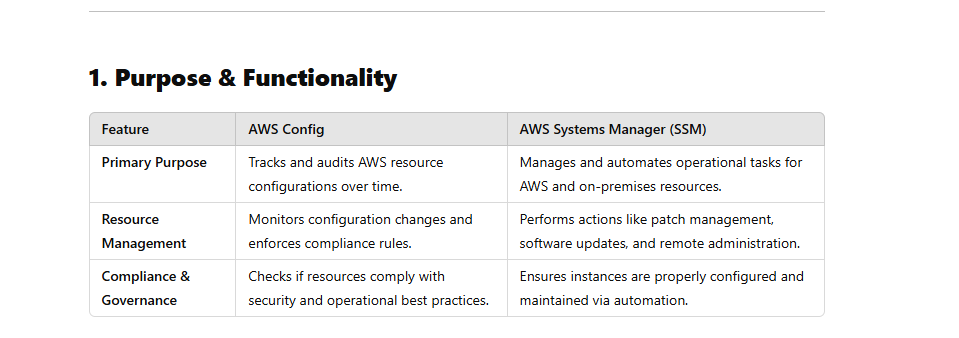 1. Purpose & Functionality
Feature
AWS Config
AWS Systems Manager (SSM)
Primary Purpose
Tracks and audits AWS resource
configurations over time.
Manages and automates operational tasks for
AWS and on-premises resources.
Resource
Management
Monitors configuration changes and
enforces compliance rules.
Performs actions like patch management,
software updates, and remote administration.
Compliance &
Governance
Checks if resources comply with
security and operational best practices.
Ensures instances are properly configured and
maintained via automation.